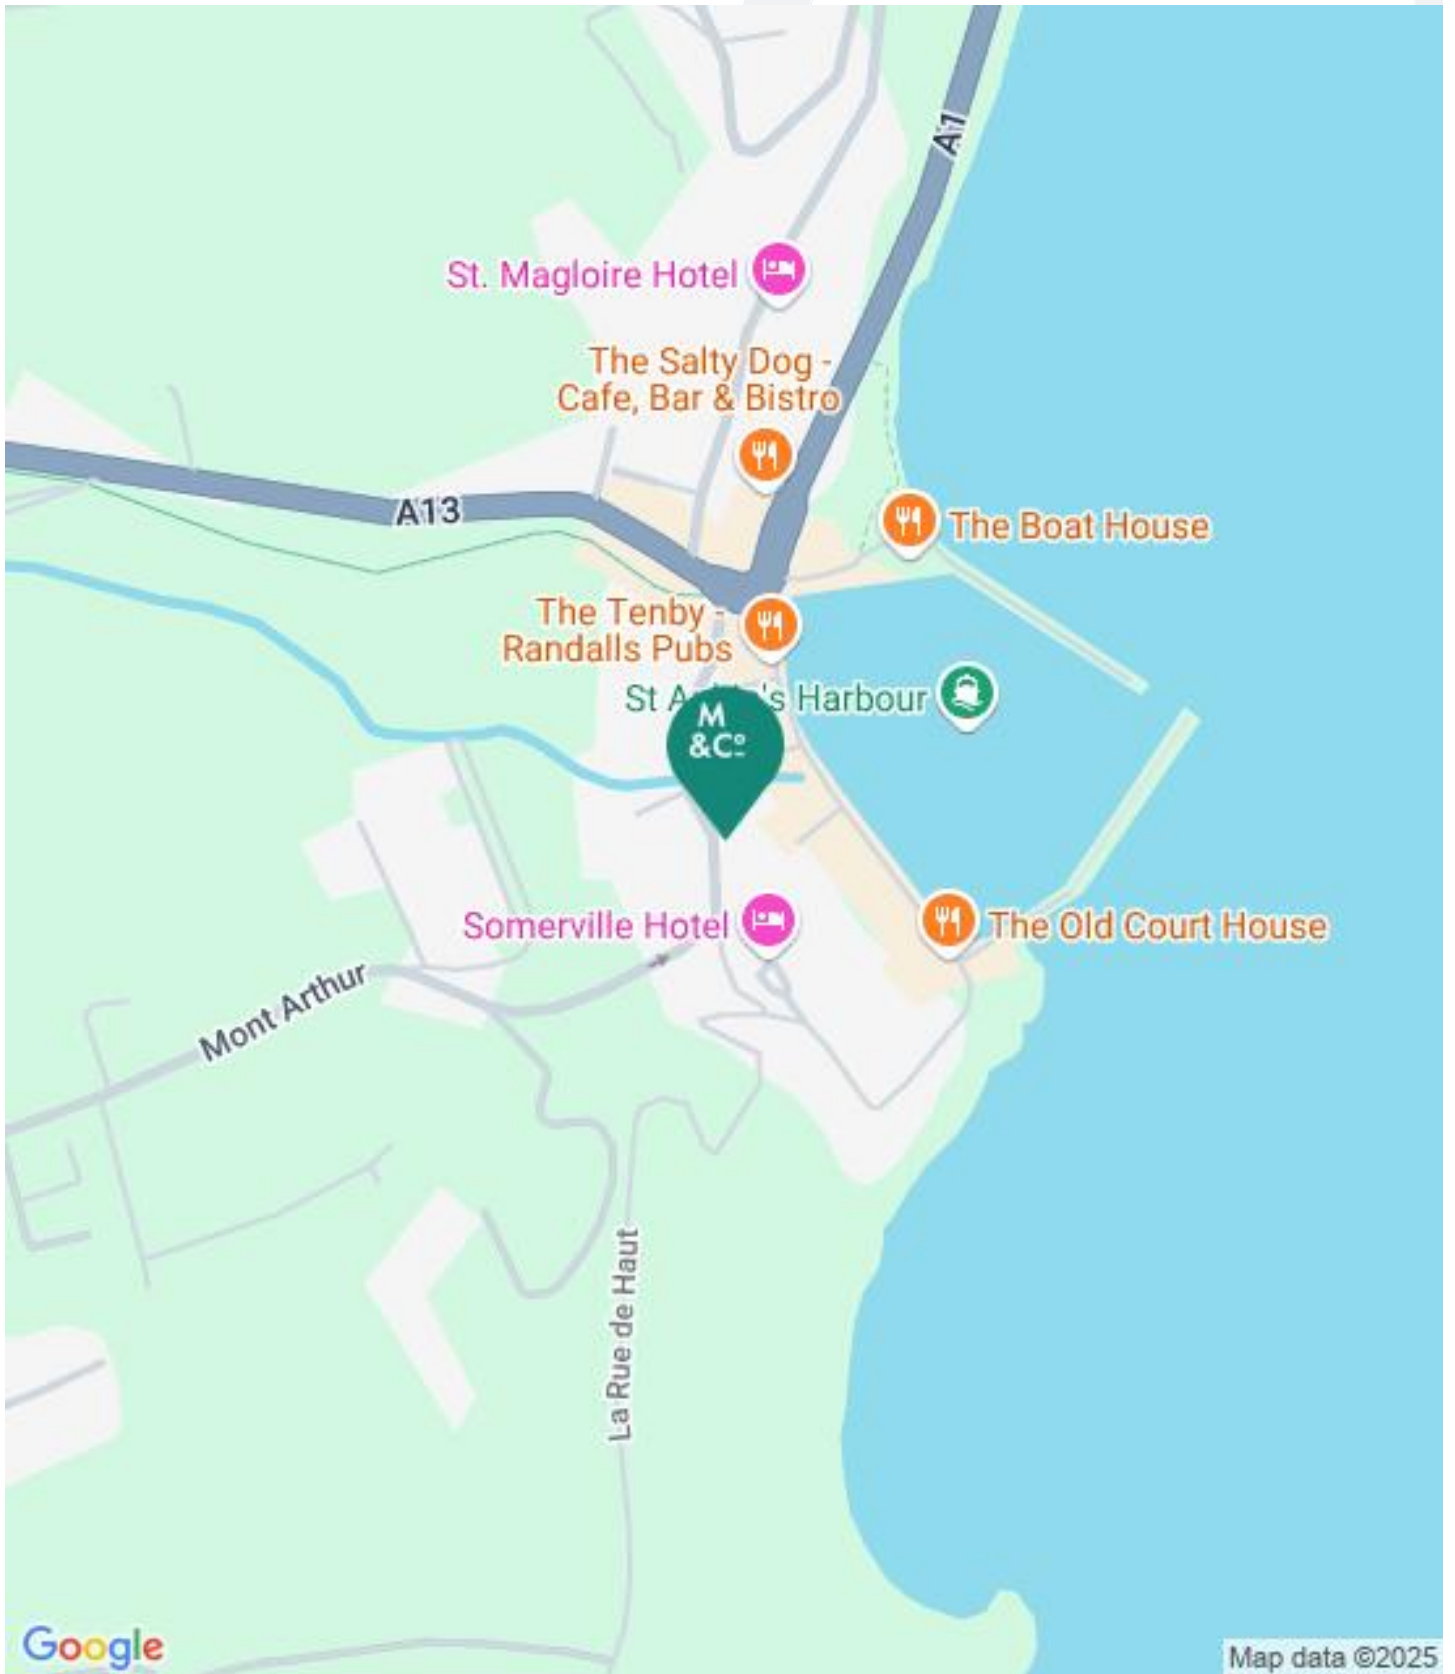 A1
St. Magloire Hotel
The Salty Dog -
Cafe, Bar & Bistro
A13
The Boat House
The Tenby -
Randalls Pubs
St 's Harbour
M
&Co
Somerville Hotel
The Old Court House
Mont Arthur
La Rue de Haut
Google
Map data ©2025